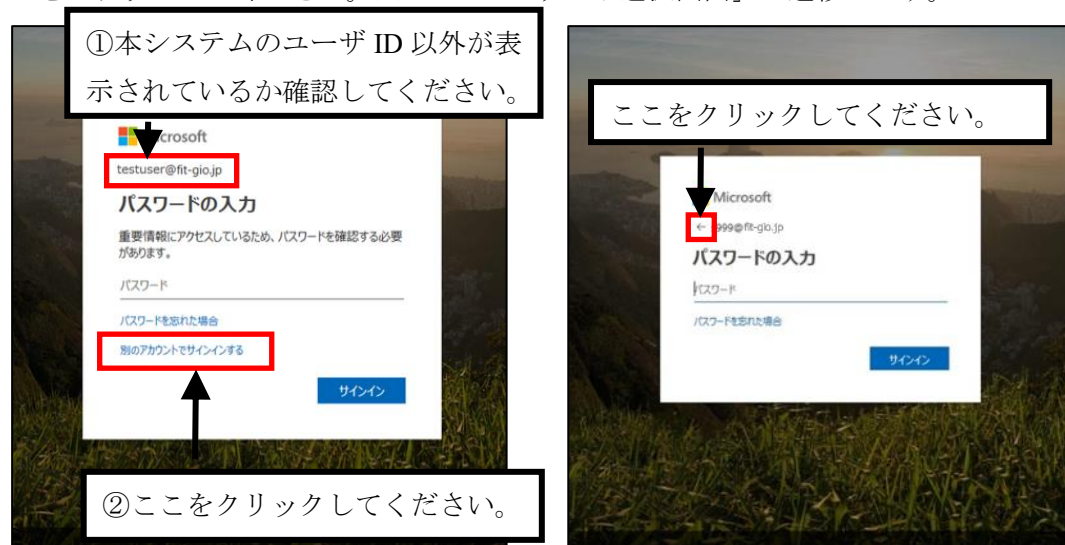 ①本システムのユーザ ID 以外が表
示されているか確認してください。
crosoft
testuser@fit-gio.jp
パスワードの入力
重要情報にアクセスしているため、パスワードを確認する必要
があります。
パスワード
パスワードを忘れた場合
別のアカウントでサインインする
サインイン
②ここをクリックしてください。
ここをクリックしてください。
Microsoft
← 999@fit-gio.jp
パスワードの入力
パスワード
パスワードを忘れた場合
サインイン